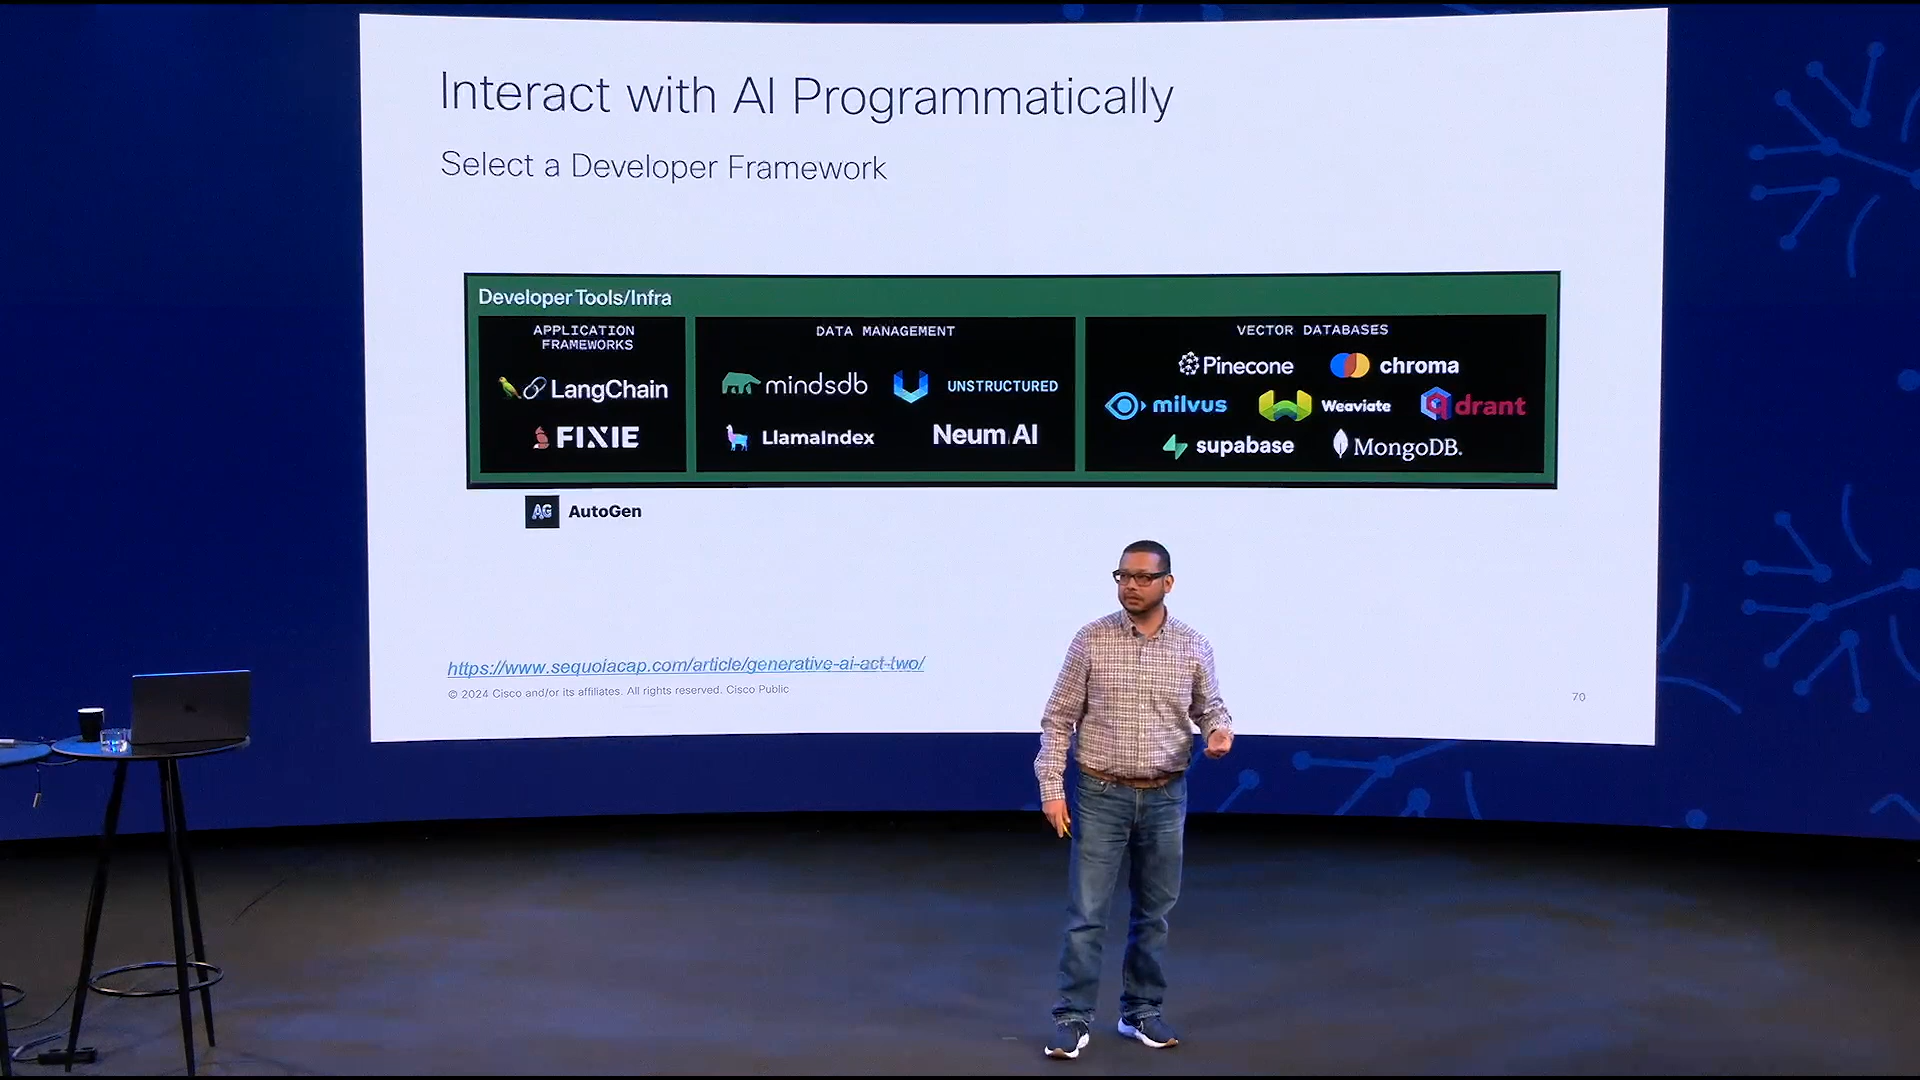 Interact with AI Programmatically
Select a Developer Framework
Developer Tools/Infra
APPLICATION
FRAMEWORKS
LangChain
FIXIE
DATA MANAGEMENT
mindsdb
UNSTRUCTURED
LlamaIndex
Neum AI
VECTOR DATABASES
Pinecone
chroma
milvus
Weaviate
qdrant
supabase
MongoDB.
AG AutoGen
https://www.sequoiacap.com/article/generative-ai-act-two/
© 2024 Cisco and/or its affiliates. All rights reserved. Cisco Public
70